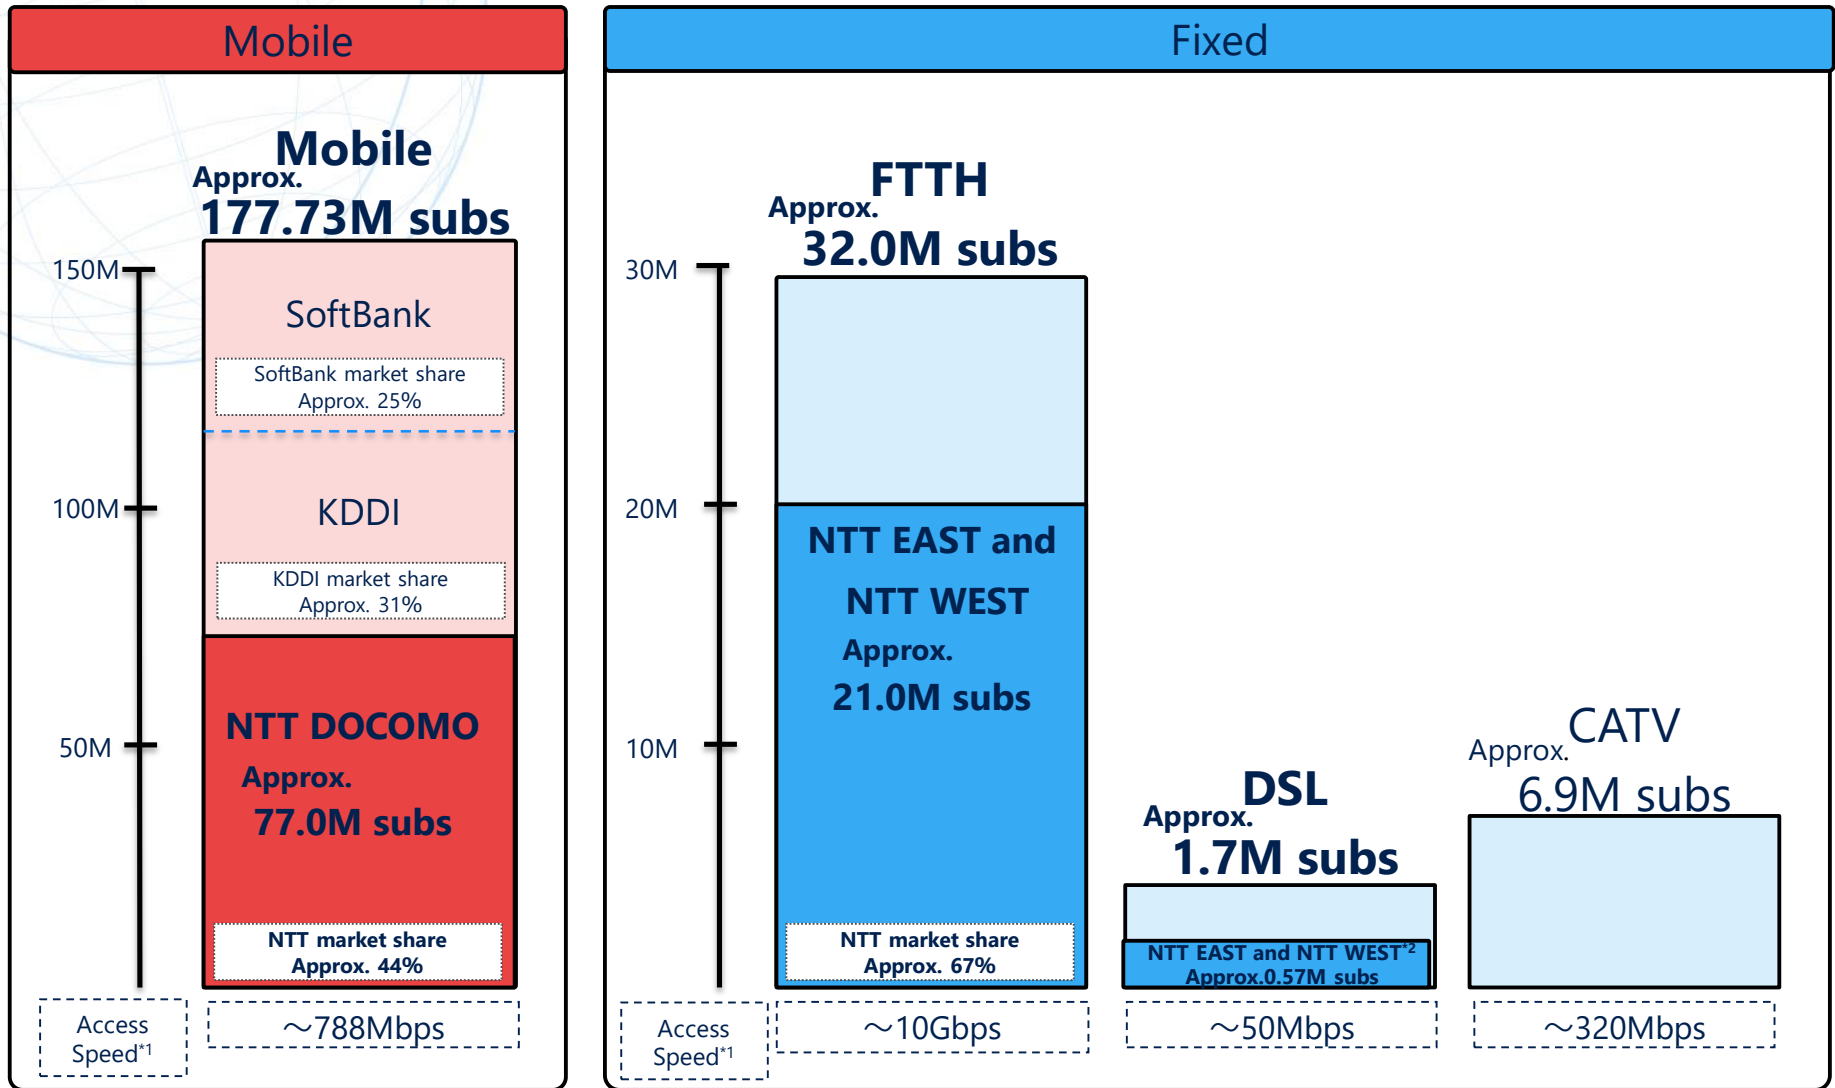 Mobile
Mobile
Approx.
177.73M subs
150M
100M
50M
SoftBank
SoftBank market share
Approx. 25%
KDDI
KDDI market share
Approx. 31%
NTT DOCOMO
Approx.
77.0M subs
NTT market share
Approx. 44%
Access
Speed*1
～788Mbps
Fixed
FTTH
Approx.
32.0M subs
30M
20M
10M
NTT EAST and
NTT WEST
Approx.
21.0M subs
NTT market share
Approx. 67%
DSL
Approx.
1.7M subs
NTT EAST and NTT WEST*2
Approx.0.57M subs
CATV
Approx.
6.9M subs
Access
Speed*1
～10Gbps
～50Mbps
～320Mbps